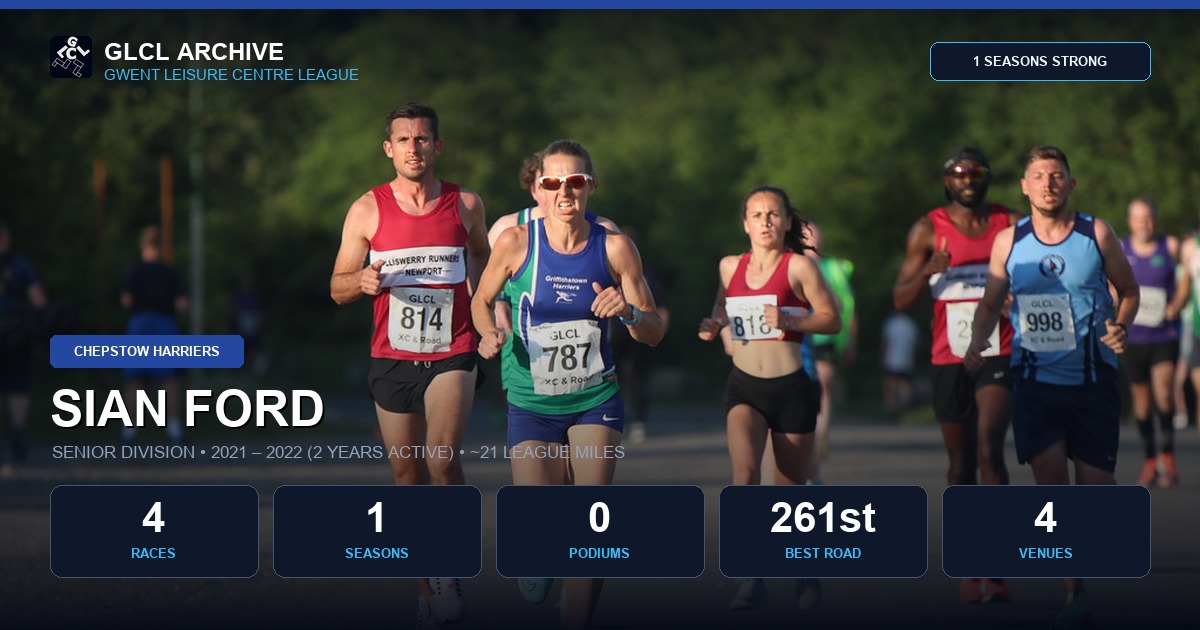 GLCL ARCHIVE
GWENT LEISURE CENTRE LEAGUE
1 SEASONS STRONG
RUNNERS
NEWPORT
GLCL
814
XC & Road
Griffithstown
Harriers
GLCL
787
XC & Road
GLCL
998
XC & Road
CHEPSTOW HARRIERS
SIAN FORD
SENIOR DIVISION • 2021 – 2022 (2 YEARS ACTIVE) • ~21 LEAGUE MILES
4
RACES
1
SEASONS
0
PODIUMS
261st
BEST ROAD
4
VENUES